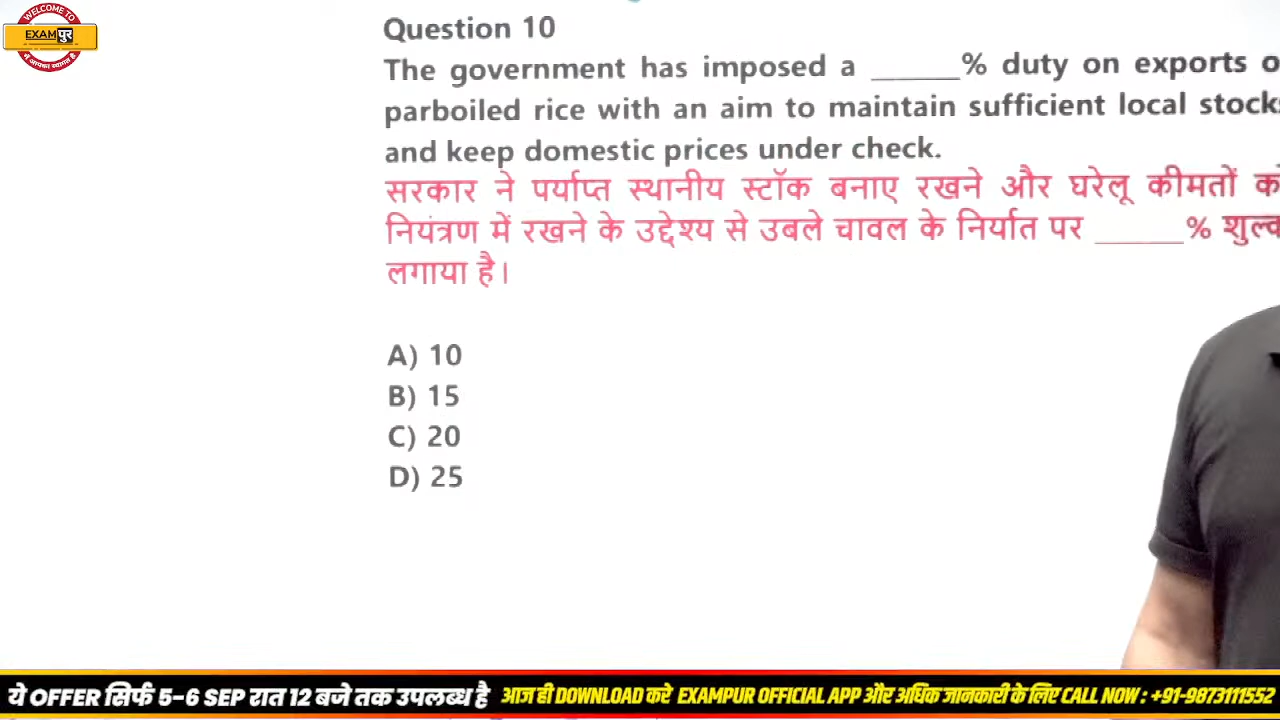 WELCOME TO
EXAMपुर
में आपका स्वागत है
Question 10
The government has imposed a ______% duty on exports o
parboiled rice with an aim to maintain sufficient local stock
and keep domestic prices under check.
सरकार ने पर्याप्त स्थानीय स्टॉक बनाए रखने और घरेलू कीमतों को
नियंत्रण में रखने के उद्देश्य से उबले चावल के निर्यात पर ______% शुल्क
लगाया है।
A) 10
B) 15
C) 20
D) 25
ये OFFER सिर्फ 5-6 SEP रात 12 बजे तक उपलब्ध है आज ही DOWNLOAD करे EXAMPUR OFFICIAL APP और अधिक जानकारी के लिए CALL NOW : +91-9873111552